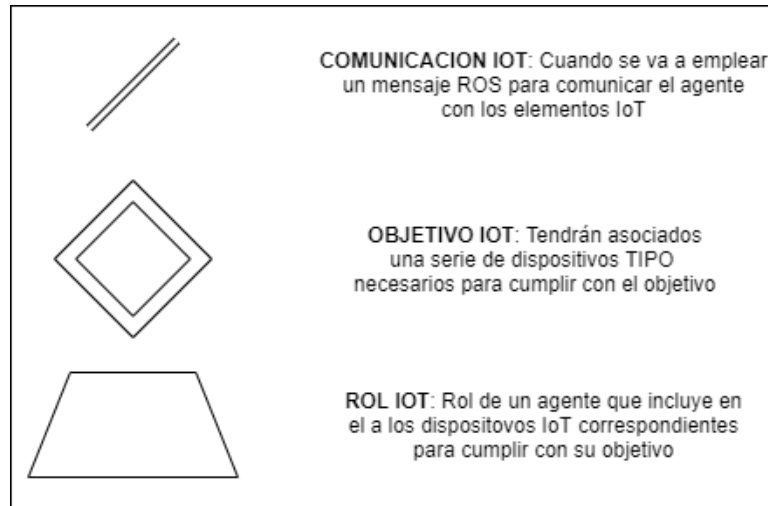 COMUNICACION IOT: Cuando se va a emplear
un mensaje ROS para comunicar el agente
con los elementos IoT
OBJETIVO IOT: Tendrán asociados
una serie de dispositivos TIPO
necesarios para cumplir con el objetivo
ROL IOT: Rol de un agente que incluye en
el a los dispositovos IoT correspondientes
para cumplir con su objetivo